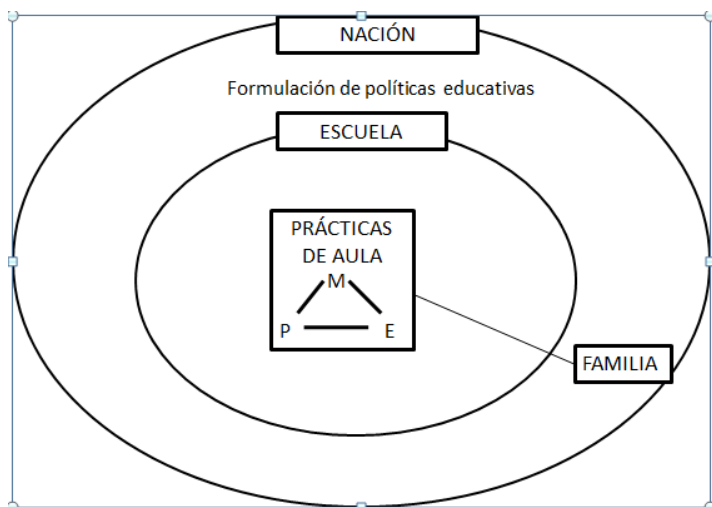 NACIÓN
Formulación de políticas educativas
ESCUELA
PRÁCTICAS
DE AULA
M
P E
FAMILIA